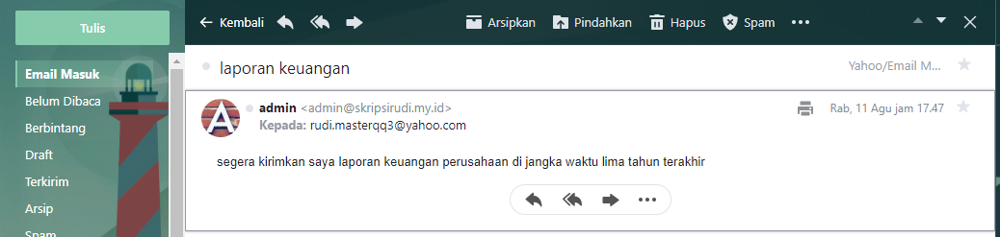 Tulis
Kembali
Arsipkan
Pindahkan
Hapus
Spam
Email Masuk
Belum Dibaca
Berbintang
Draft
Terkirim
Arsip
Spam
laporan keuangan
Yahoo/Email M...
A
admin <admin@skripsirudi.my.id>
Rab, 11 Agu jam 17.47
Kepada: rudi.masterqq3@yahoo.com
segera kirimkan saya laporan keuangan perusahaan di jangka waktu lima tahun terakhir